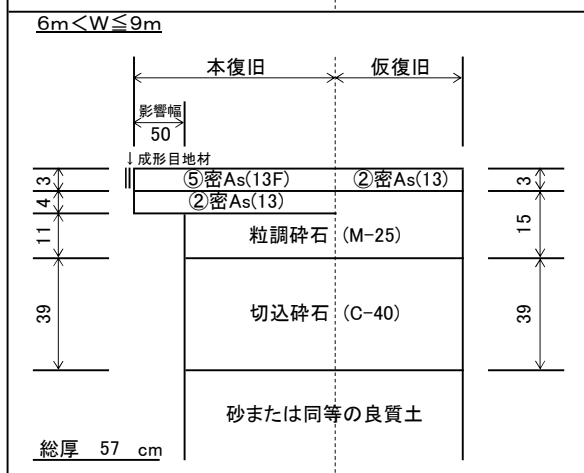 6m<W≦9m
本復旧 仮復旧
影響幅
50
↓成形目地材
3 ⑤密As(13F) ②密As(13) 3
4 ②密As(13)
11 粒調砕石 (M-25) 15
39 切込砕石 (C-40) 39
砂または同等の良質土
総厚 57 cm